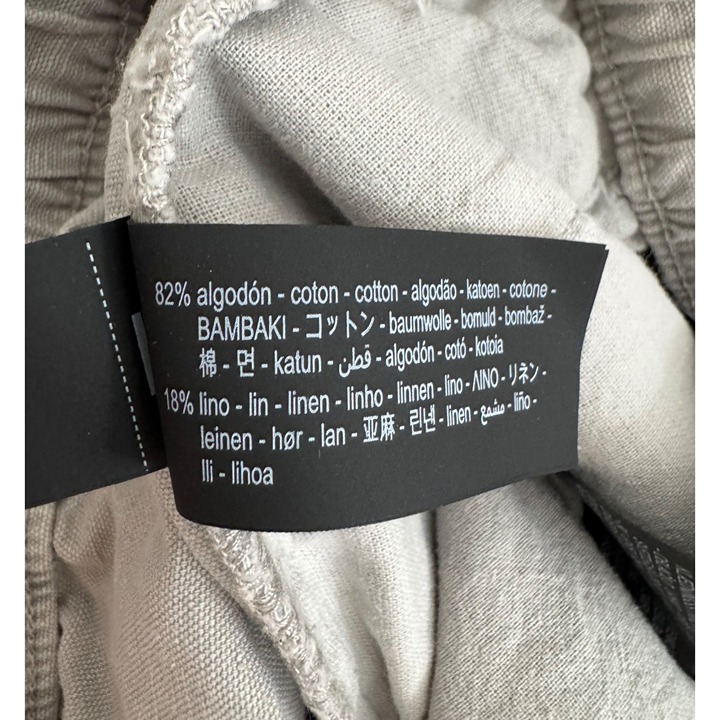 82% algodón - coton - cotton - algodão - katoen - cotone -
BAMBAKI - コットン - baumwolle - bomuld - bombaž -
棉 - 면 - katun - قطن - algodón - cotó - kotoia
18% lino - lin - linen - linho - linnen - lino - ΛINO - リネン -
leinen - hør - lan - 亚麻 - 린넨 - linen - مشمع - liño -
lli - lihoa